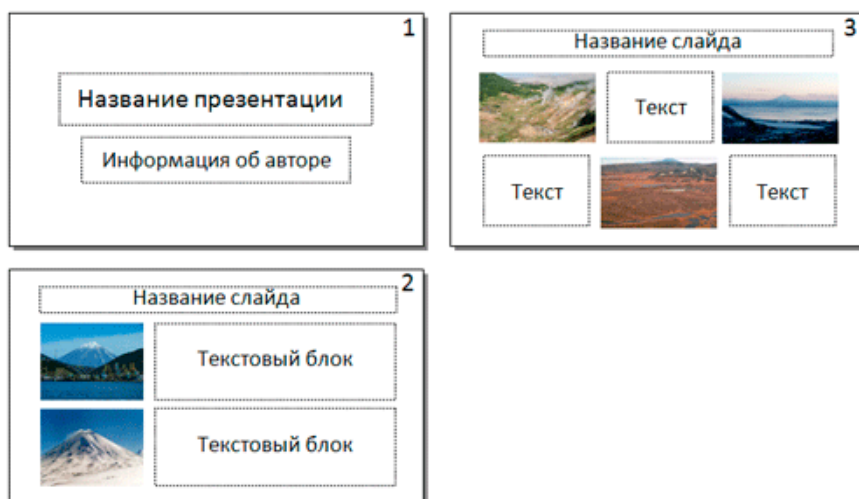 1
Название презентации
Информация об авторе
2
Название слайда
Текстовый блок
Текстовый блок
3
Название слайда
Текст
Текст
Текст